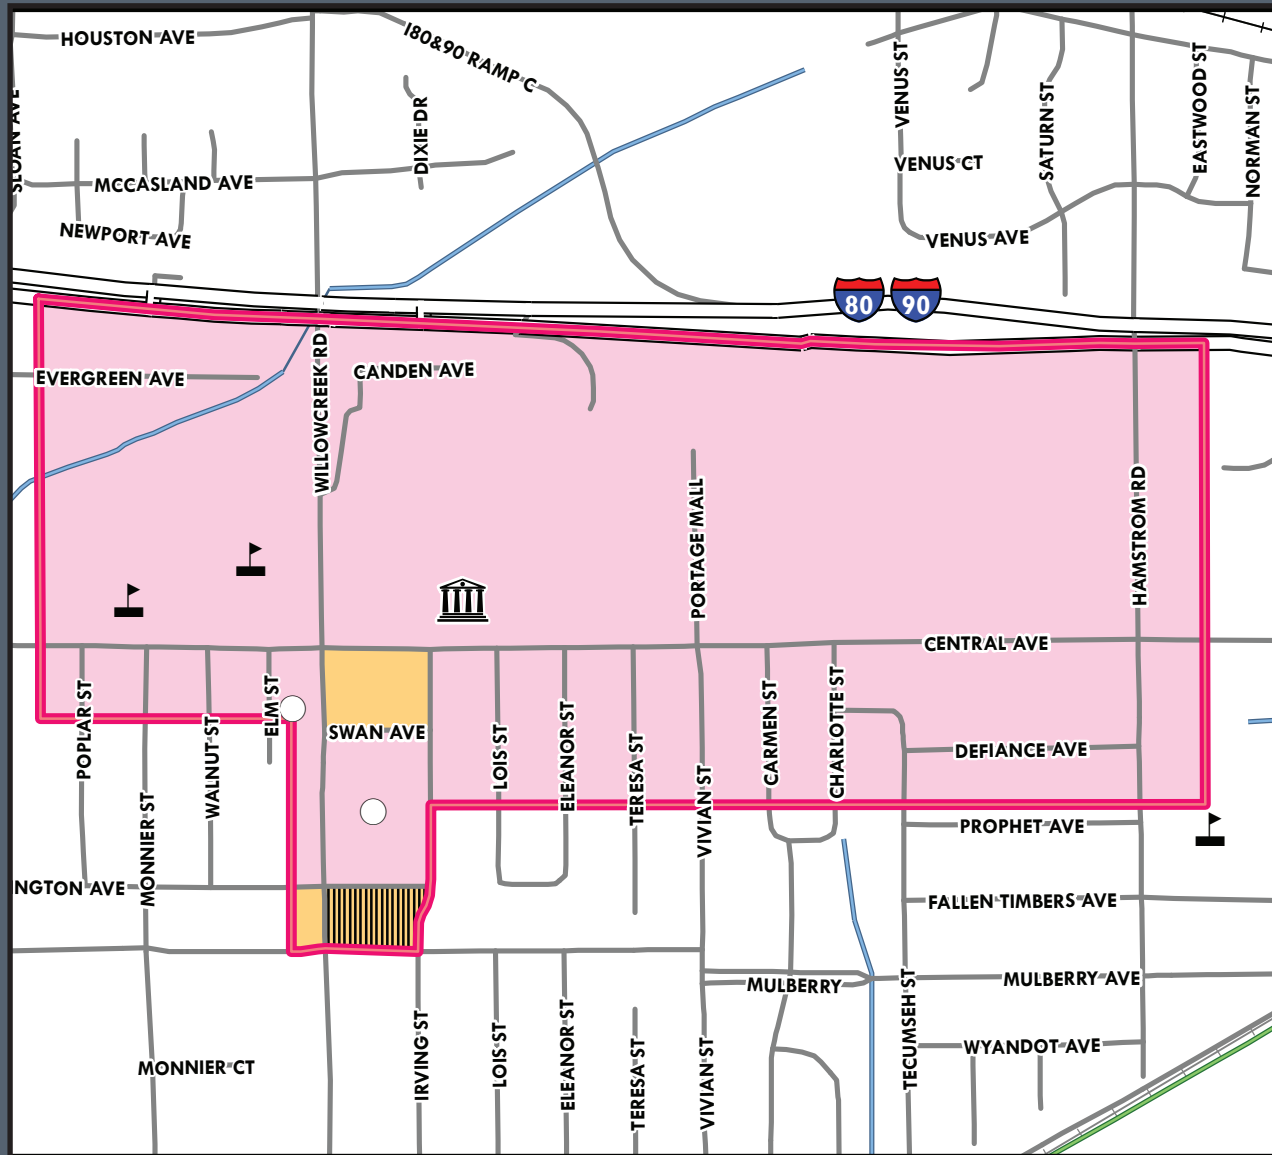 HOUSTON AVE
I80&90 RAMP C
SLOAN AVE
DIXIE DR
VENUS ST
EASTWOOD ST
SATURN ST
NORMAN ST
VENUS CT
MCCASLAND AVE
NEWPORT AVE
VENUS AVE
80
90
WILLOWCREEK RD
CANDEN AVE
EVERGREEN AVE
PORTAGE MALL
HAMSTROM RD
CENTRAL AVE
POPLAR ST
ELM ST
WALNUT ST
SWAN AVE
LOIS ST
ELEANOR ST
TERESA ST
CARMEN ST
CHARLOTTE ST
DEFIANCE AVE
MONNIER ST
VIVIAN ST
PROPHET AVE
NGTON AVE
FALLEN TIMBERS AVE
MULBERRY
MULBERRY AVE
TECUMSEH ST
IRVING ST
LOIS ST
ELEANOR ST
TERESA ST
VIVIAN ST
WYANDOT AVE
MONNIER CT